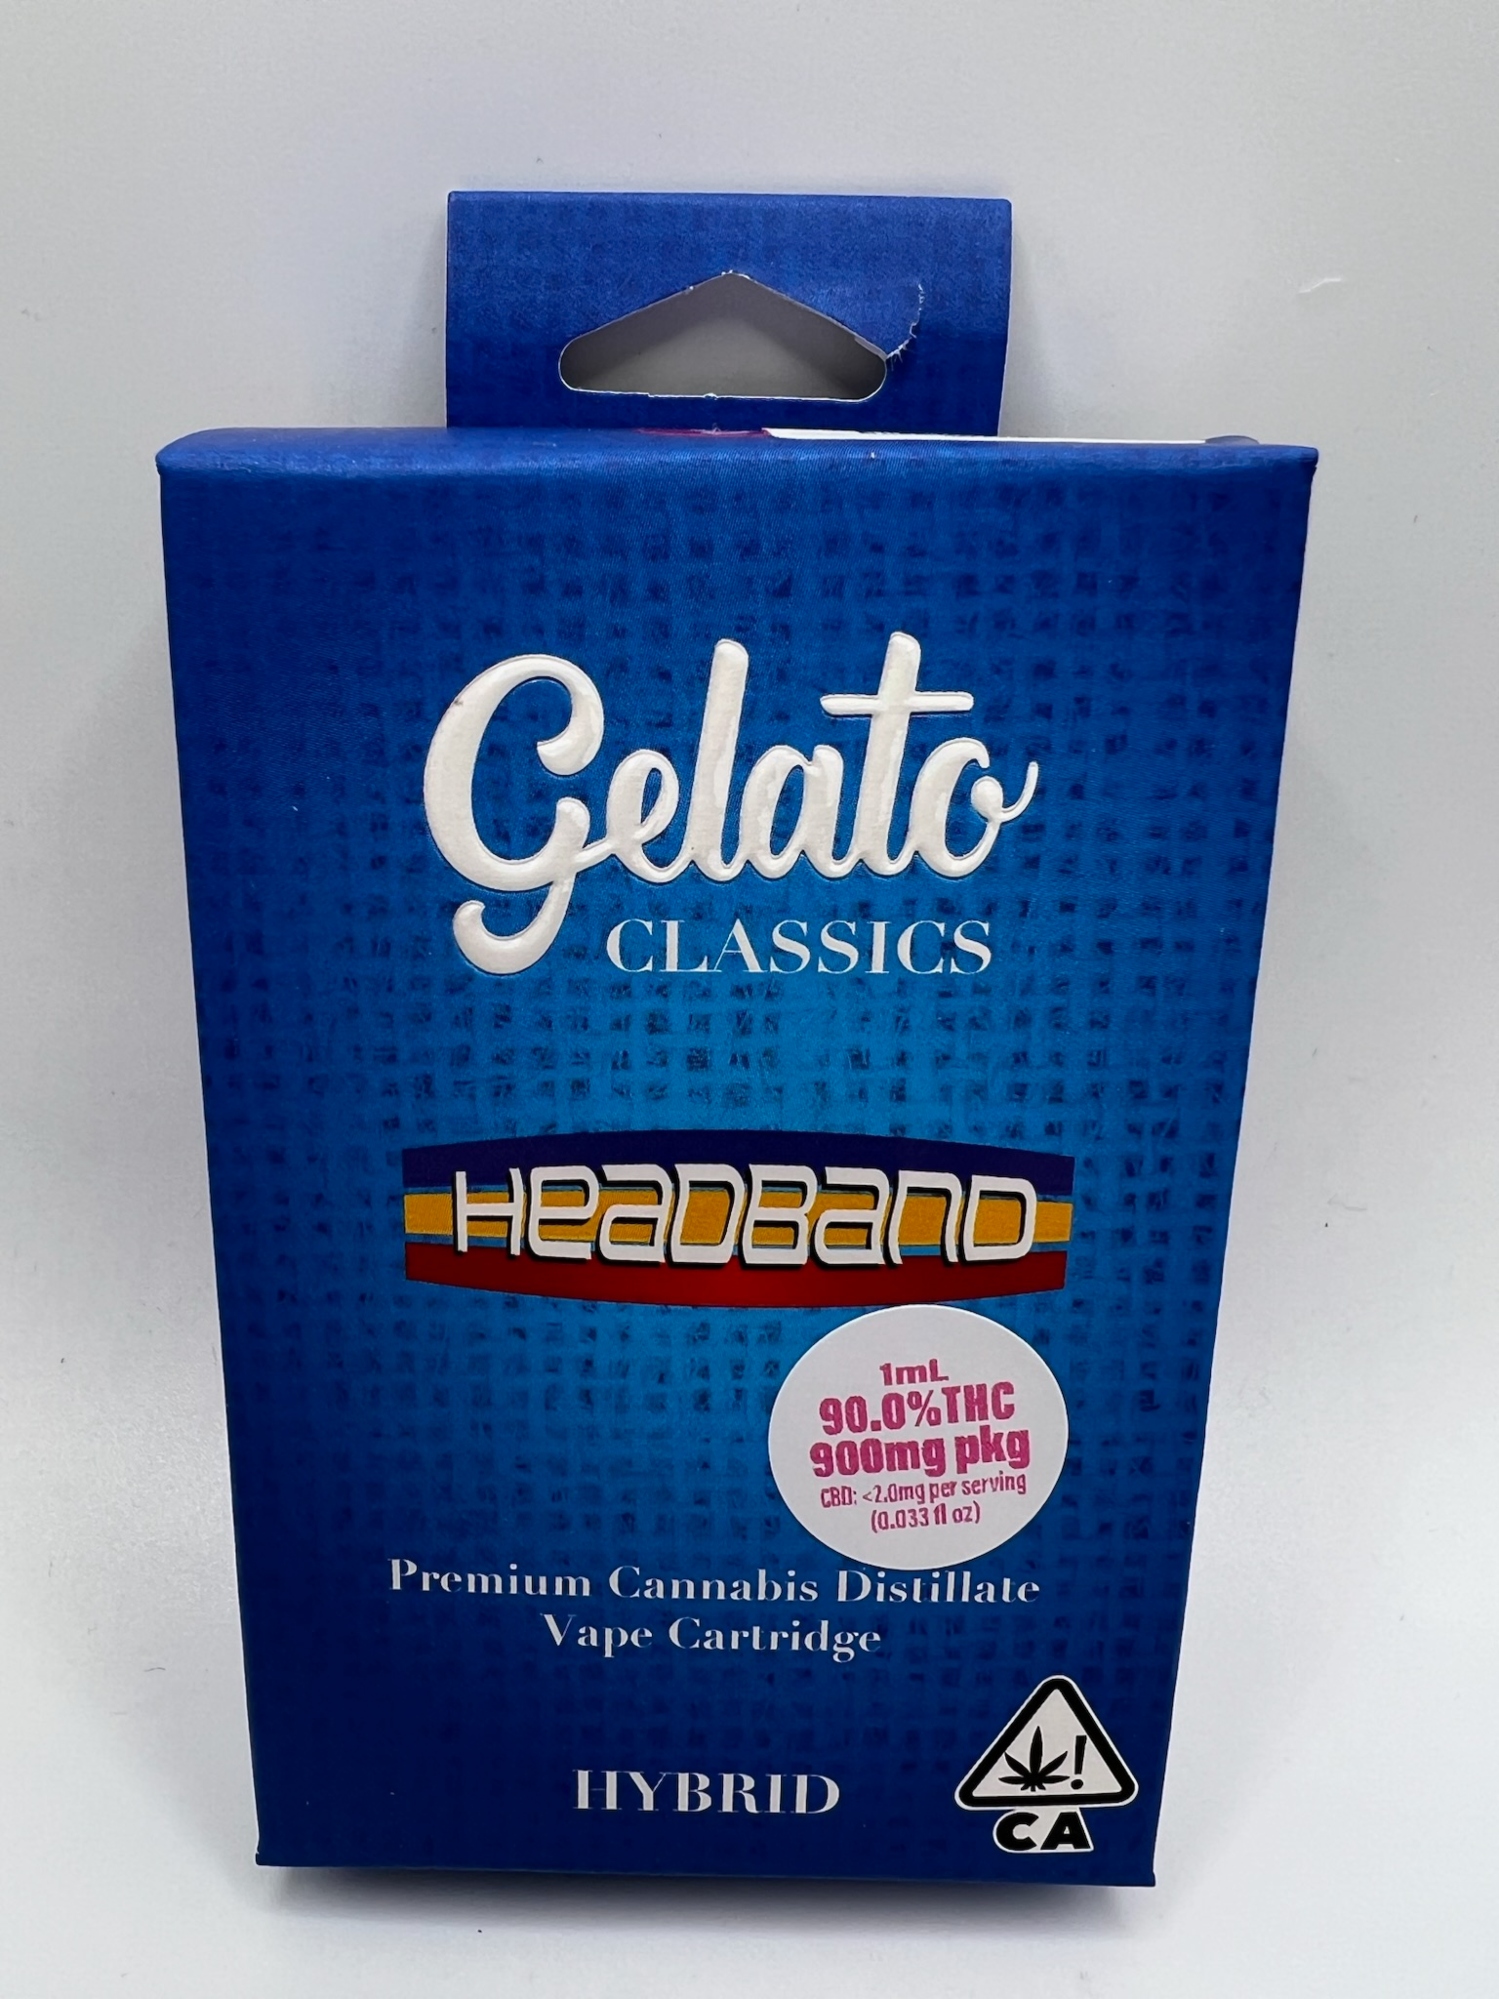 Gelato
CLASSICS
HEADBAND
1mL
90.0%THC
900mg pkg
CBD: <2.0mg per serving
(0.033 fl oz)
Premium Cannabis Distillate
Vape Cartridge
HYBRID
!
CA